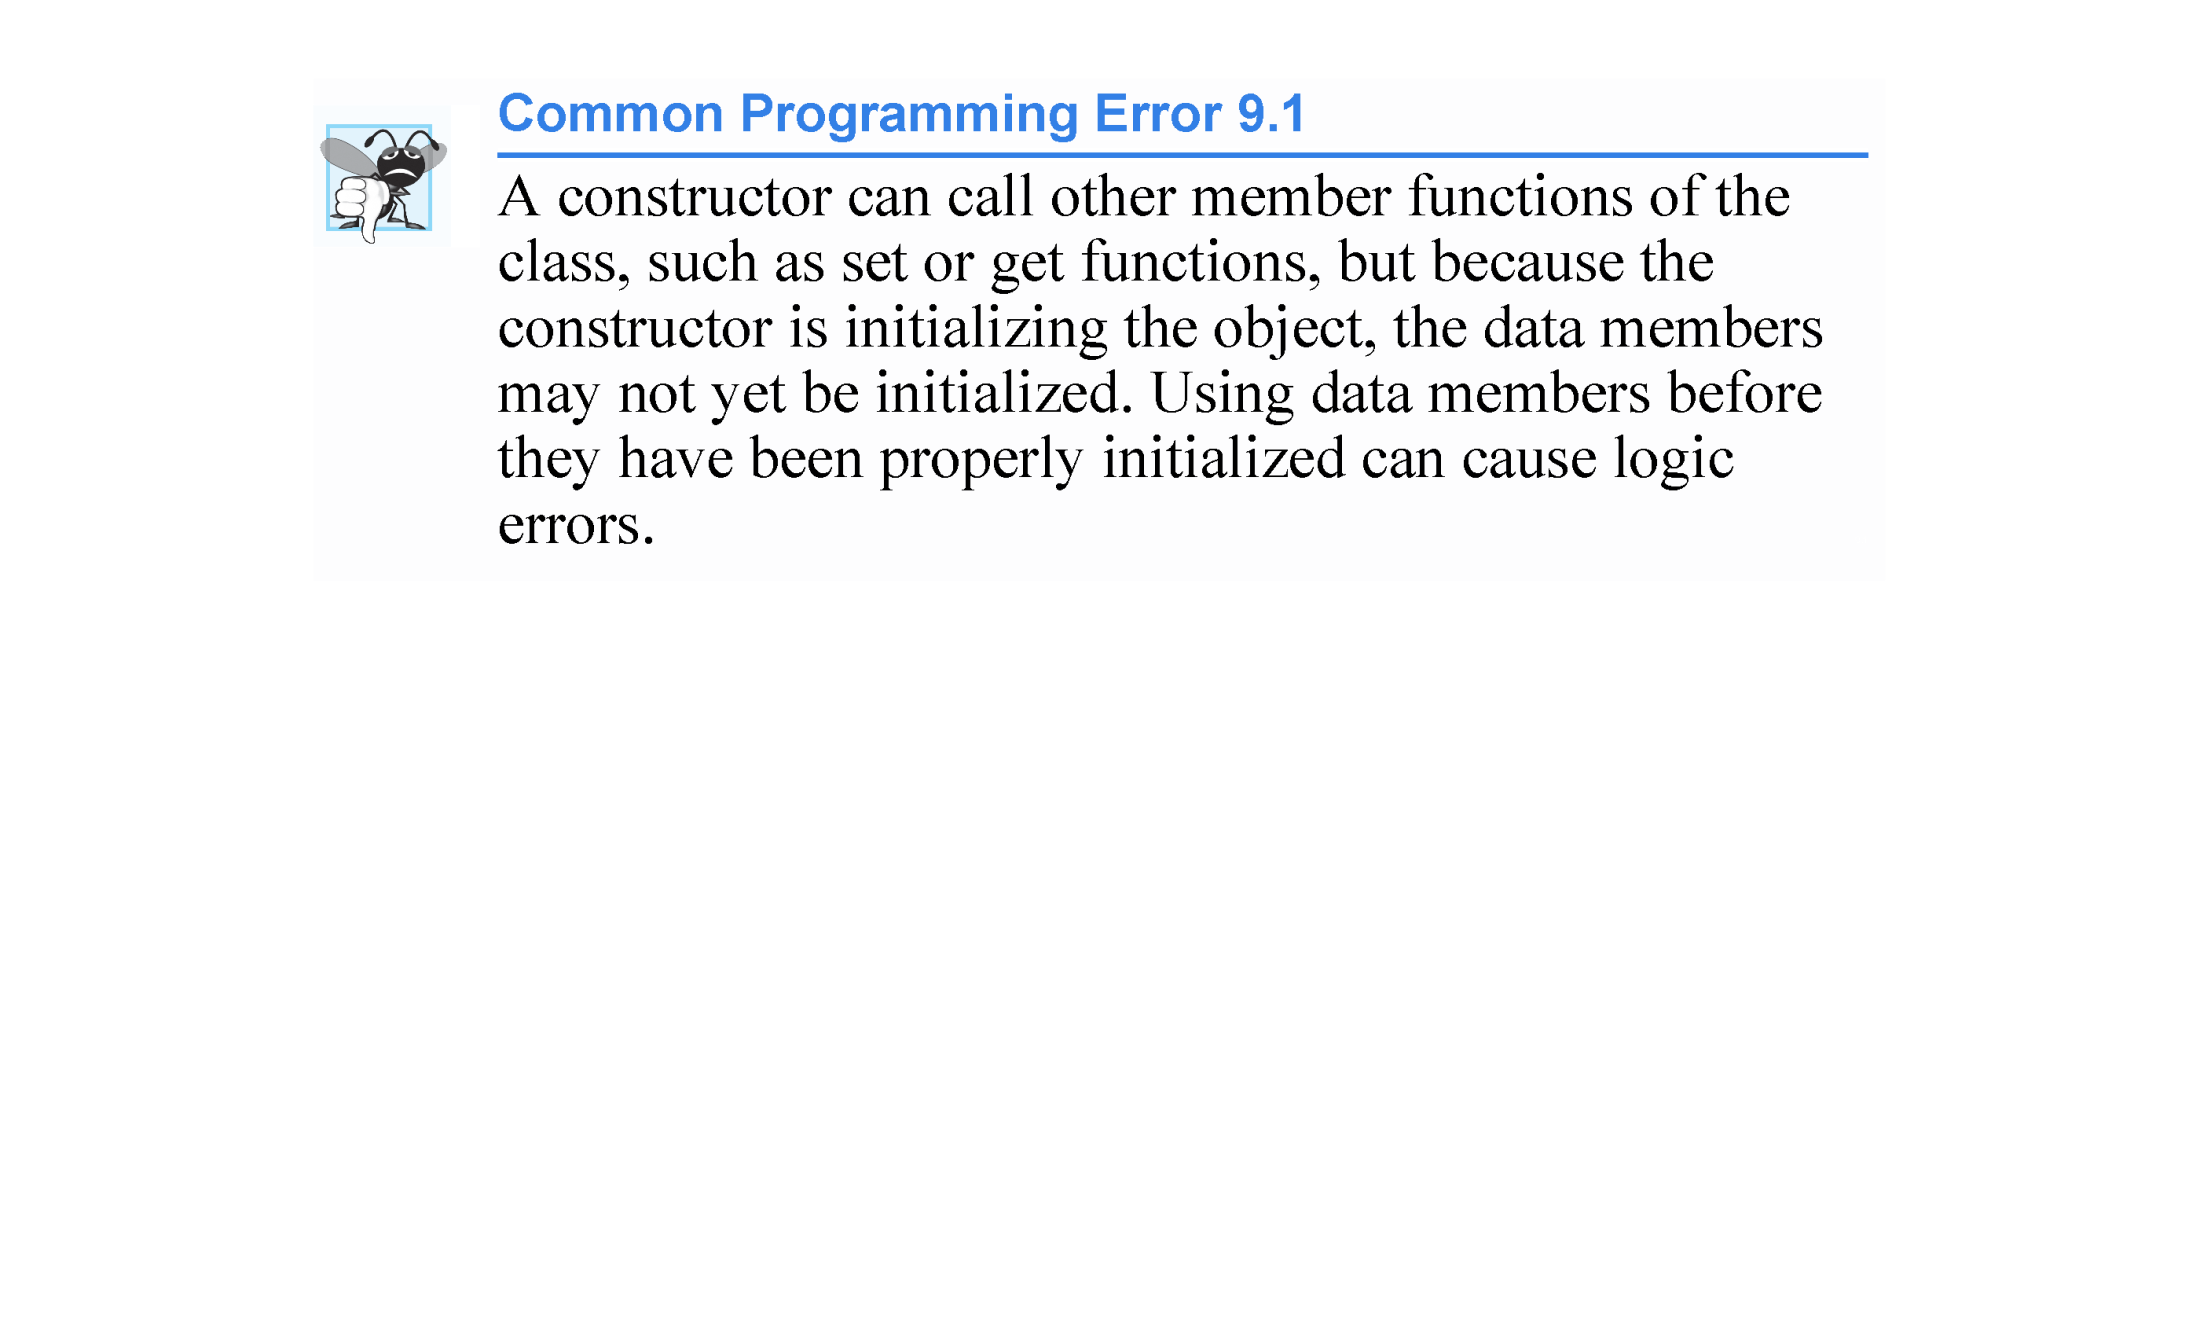 Common Programming Error 9.1
A constructor can call other member functions of the
class, such as set or get functions, but because the
constructor is initializing the object, the data members
may not yet be initialized. Using data members before
they have been properly initialized can cause logic
errors.